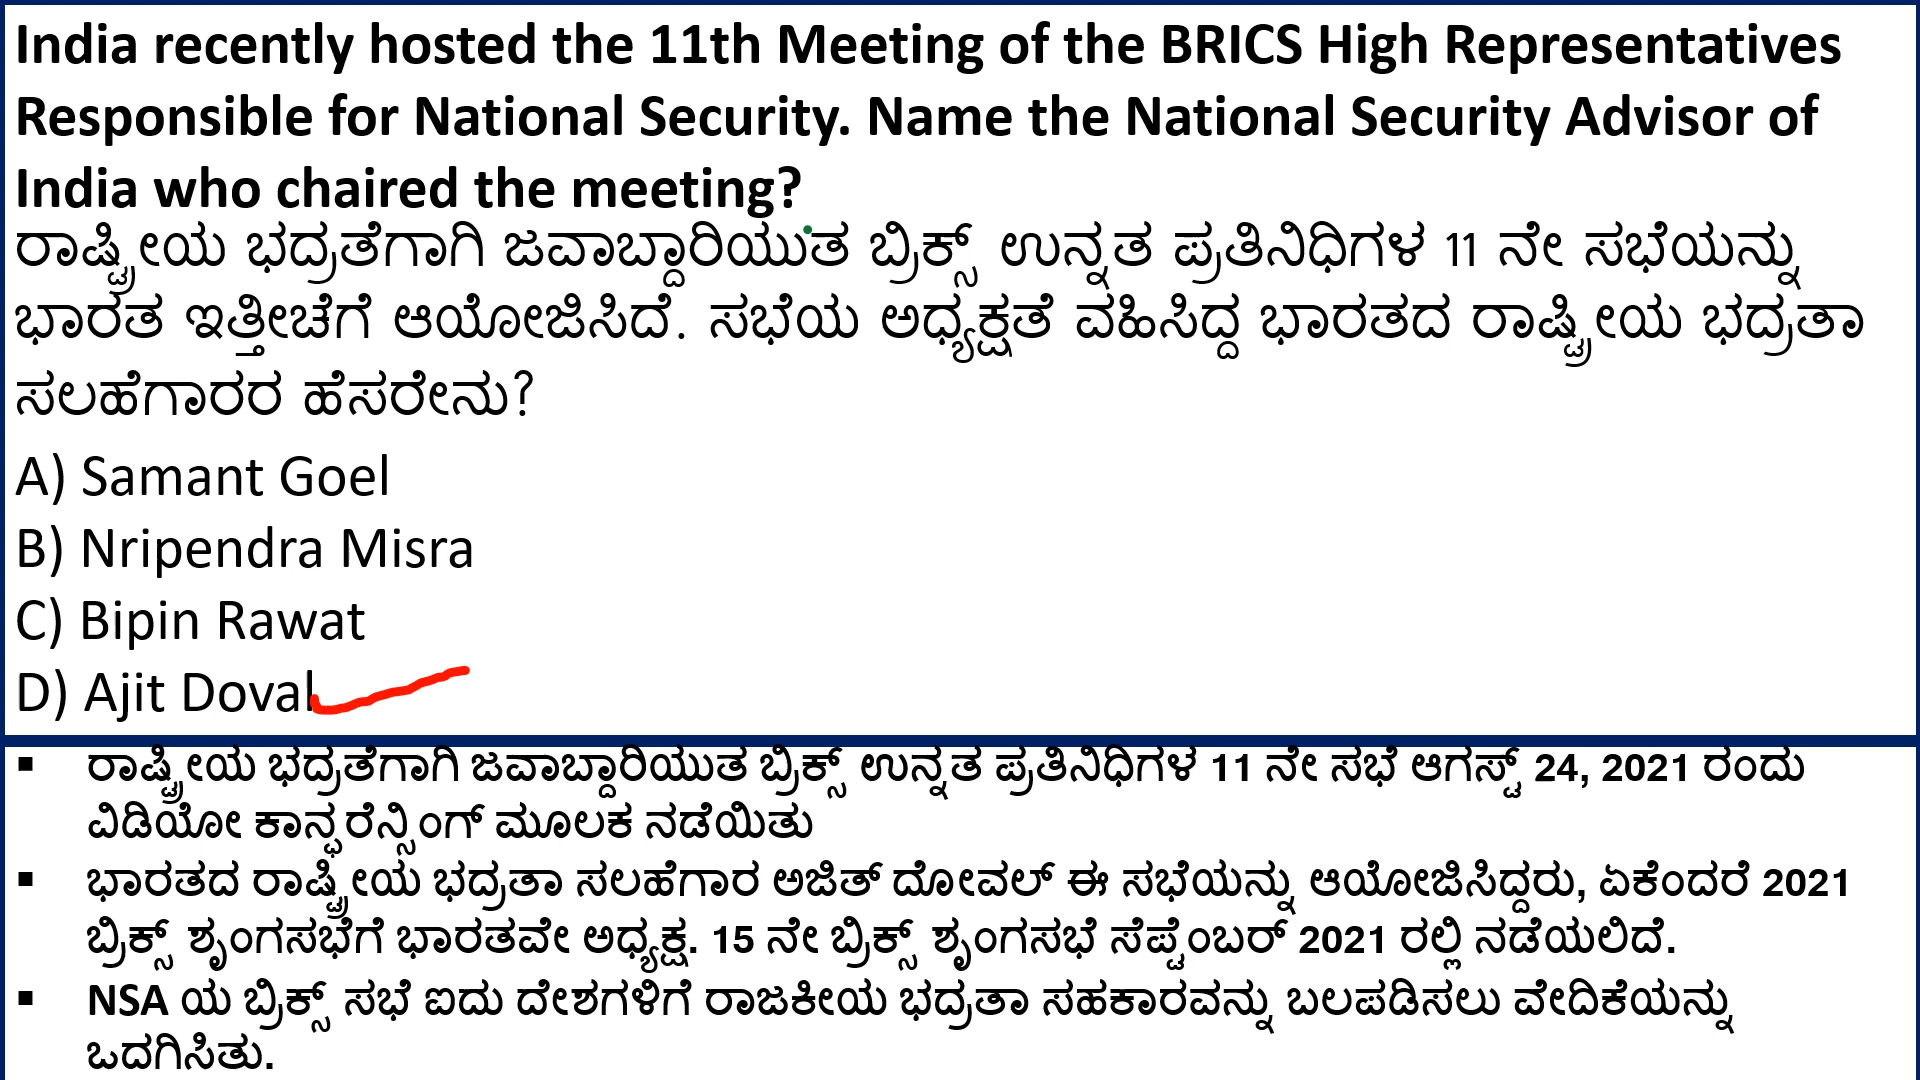 India recently hosted the 11th Meeting of the BRICS High Representatives
Responsible for National Security. Name the National Security Advisor of
India who chaired the meeting?
ರಾಷ್ಟ್ರೀಯ ಭದ್ರತೆಗಾಗಿ ಜವಾಬ್ದಾರಿಯುತ ಬ್ರಿಕ್ಸ್ ಉನ್ನತ ಪ್ರತಿನಿಧಿಗಳ 11 ನೇ ಸಭೆಯನ್ನು
ಭಾರತ ಇತ್ತೀಚೆಗೆ ಆಯೋಜಿಸಿದೆ. ಸಭೆಯ ಅಧ್ಯಕ್ಷತೆ ವಹಿಸಿದ್ದ ಭಾರತದ ರಾಷ್ಟ್ರೀಯ ಭದ್ರತಾ
ಸಲಹೆಗಾರರ ಹೆಸರೇನು?
A) Samant Goel
B) Nripendra Misra
C) Bipin Rawat
D) Ajit Doval
▪ ರಾಷ್ಟ್ರೀಯ ಭದ್ರತೆಗಾಗಿ ಜವಾಬ್ದಾರಿಯುತ ಬ್ರಿಕ್ಸ್ ಉನ್ನತ ಪ್ರತಿನಿಧಿಗಳ 11 ನೇ ಸಭೆ ಆಗಸ್ಟ್ 24, 2021 ರಂದು
ವಿಡಿಯೋ ಕಾನ್ಫರೆನ್ಸಿಂಗ್ ಮೂಲಕ ನಡೆಯಿತು
▪ ಭಾರತದ ರಾಷ್ಟ್ರೀಯ ಭದ್ರತಾ ಸಲಹೆಗಾರ ಅಜಿತ್ ದೋವಲ್ ಈ ಸಭೆಯನ್ನು ಆಯೋಜಿಸಿದ್ದರು, ಏಕೆಂದರೆ 2021
ಬ್ರಿಕ್ಸ್ ಶೃಂಗಸಭೆಗೆ ಭಾರತವೇ ಅಧ್ಯಕ್ಷ. 15 ನೇ ಬ್ರಿಕ್ಸ್ ಶೃಂಗಸಭೆ ಸೆಪ್ಟೆಂಬರ್ 2021 ರಲ್ಲಿ ನಡೆಯಲಿದೆ.
▪ NSA ಯ ಬ್ರಿಕ್ಸ್ ಸಭೆ ಐದು ದೇಶಗಳಿಗೆ ರಾಜಕೀಯ ಭದ್ರತಾ ಸಹಕಾರವನ್ನು ಬಲಪಡಿಸಲು ವೇದಿಕೆಯನ್ನು
ಒದಗಿಸಿತು.